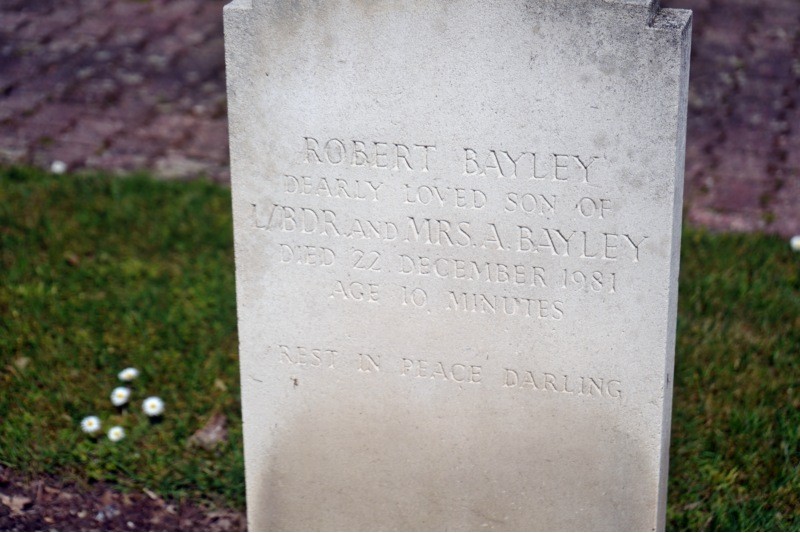 ROBERT BAYLEY
DEARLY LOVED SON OF
L/BDR. AND MRS. A. BAYLEY
DIED 22. DECEMBER 1981
AGE 10 MINUTES
REST IN PEACE DARLING